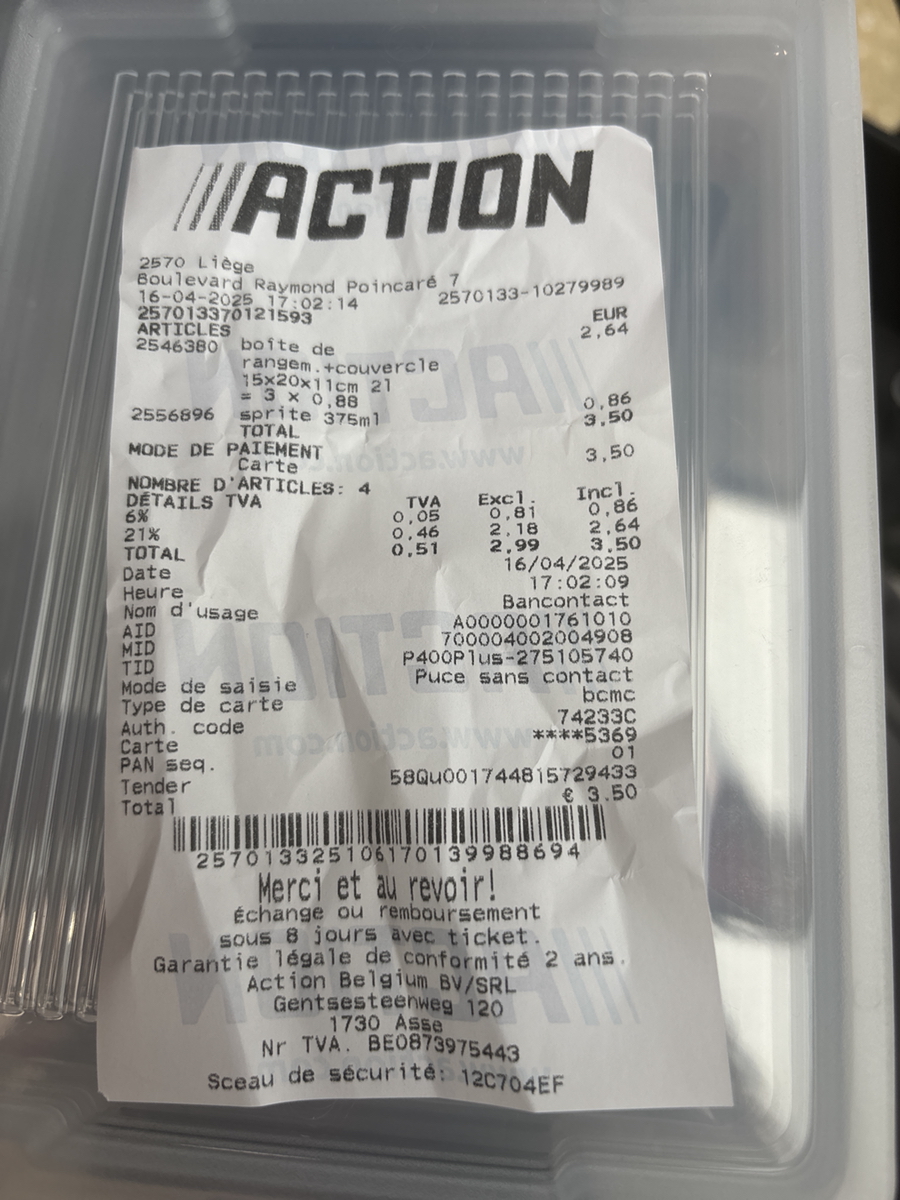 ACTION
2570 Liège
Boulevard Raymond Poincaré 7
16-04-2025 17:02:14 2570133-10279989
257013370121593
ARTICLES EUR
2546380 boîte de 2,64
rangem.+couvercle
15x20x11cm 2l
= 3 x 0,88
2556896 sprite 375ml 0,86
TOTAL 3,50
MODE DE PAIEMENT
Carte 3,50
NOMBRE D'ARTICLES: 4
DÉTAILS TVA TVA Excl. Incl.
6% 0,05 0,81 0,86
21% 0,46 2,18 2,64
TOTAL 0,51 2,99 3,50
Date 16/04/2025
Heure 17:02:09
Nom d'usage Bancontact
AID A0000001761010
MID 700004002004908
TID P400Plus-275105740
Mode de saisie Puce sans contact
Type de carte bcmc
Auth. code 74233C
Carte ****5369
PAN seq. 01
Tender 58Qu001744815729433
Total € 3.50
257013325106170139988694
Merci et au revoir!
Échange ou remboursement
sous 8 jours avec ticket.
Garantie légale de conformité 2 ans.
Action Belgium BV/SRL
Gentsesteenweg 120
1730 Asse
Nr TVA. BE0873975443
Sceau de sécurité: 12C704EF